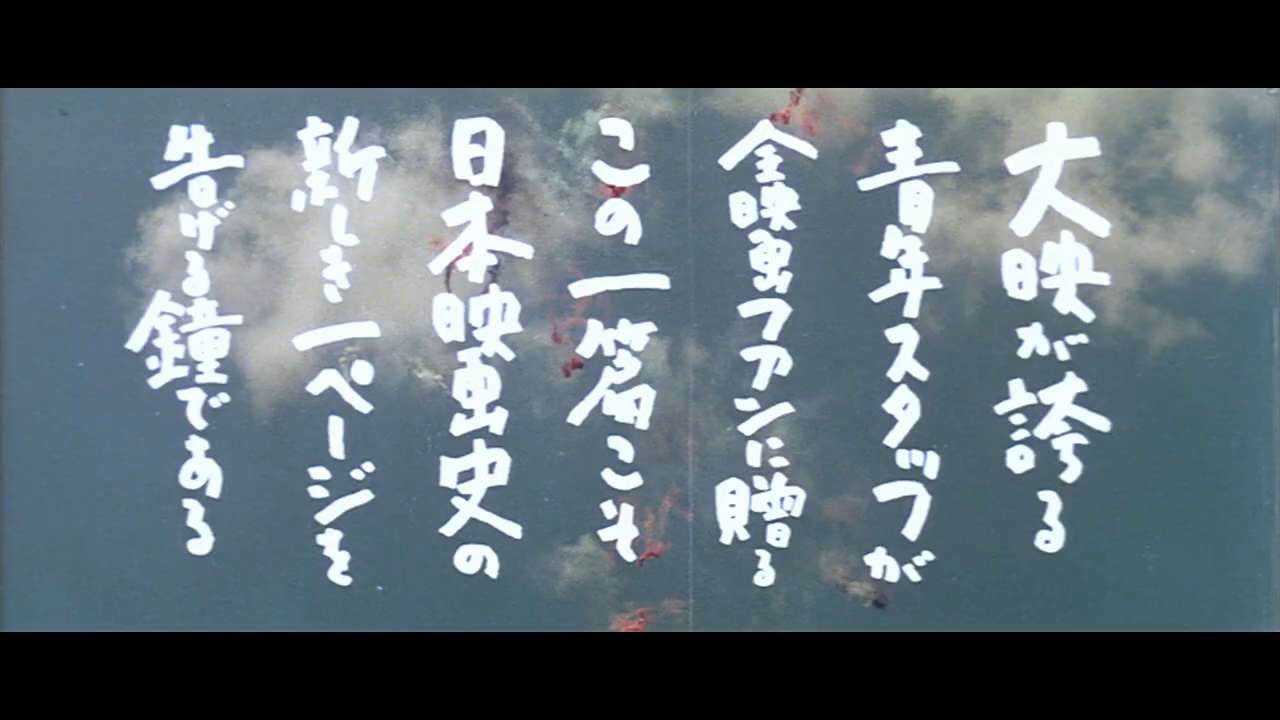 大映が誇る
青年スタッフが
全映画フアンに贈る
この一篇こそ
日本映画史の
新しき一ページを
告げる鐘である